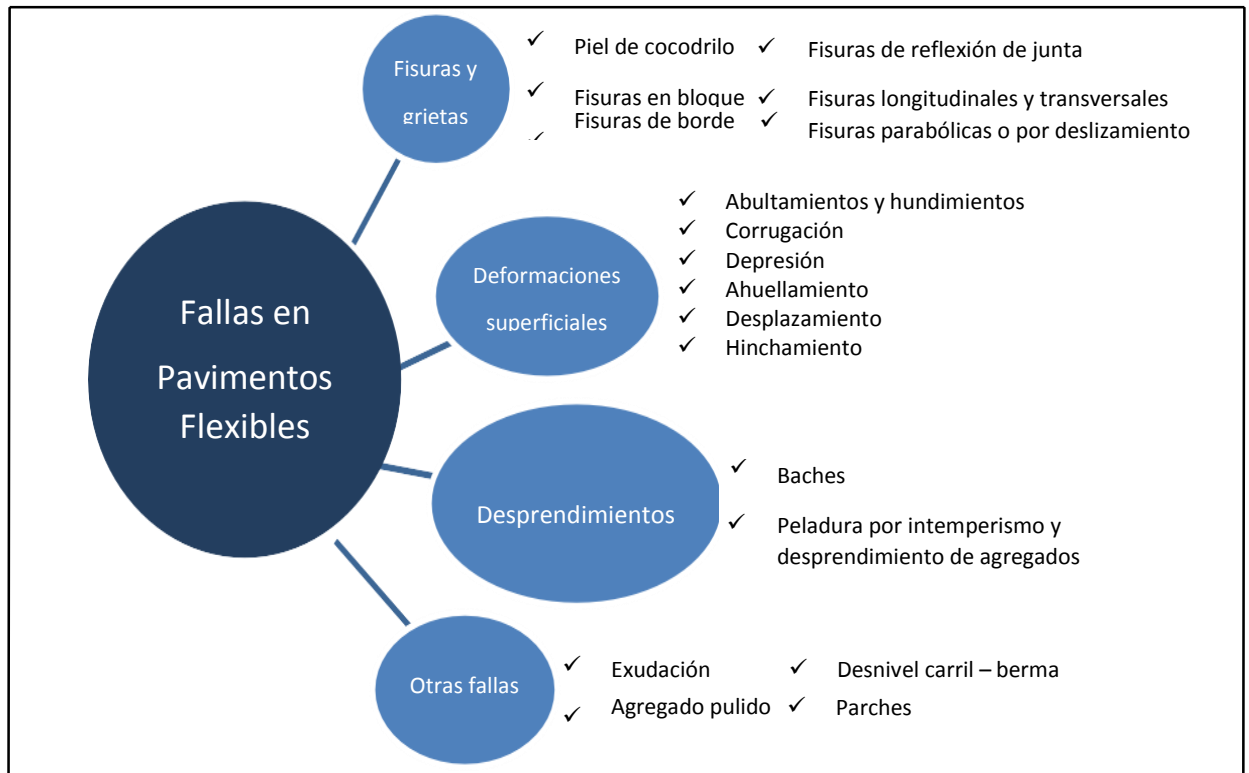 Fallas en
Pavimentos
Flexibles
Fisuras y
grietas
✓ Piel de cocodrilo
✓ Fisuras de reflexión de junta
✓ Fisuras en bloque
✓ Fisuras longitudinales y transversales
✓ Fisuras de borde
✓ Fisuras parabólicas o por deslizamiento
Deformaciones
superficiales
✓ Abultamientos y hundimientos
✓ Corrugación
✓ Depresión
✓ Ahuellamiento
✓ Desplazamiento
✓ Hinchamiento
Desprendimientos
✓ Baches
✓ Peladura por intemperismo y
desprendimiento de agregados
Otras fallas
✓ Exudación
✓ Desnivel carril – berma
✓ Agregado pulido
✓ Parches